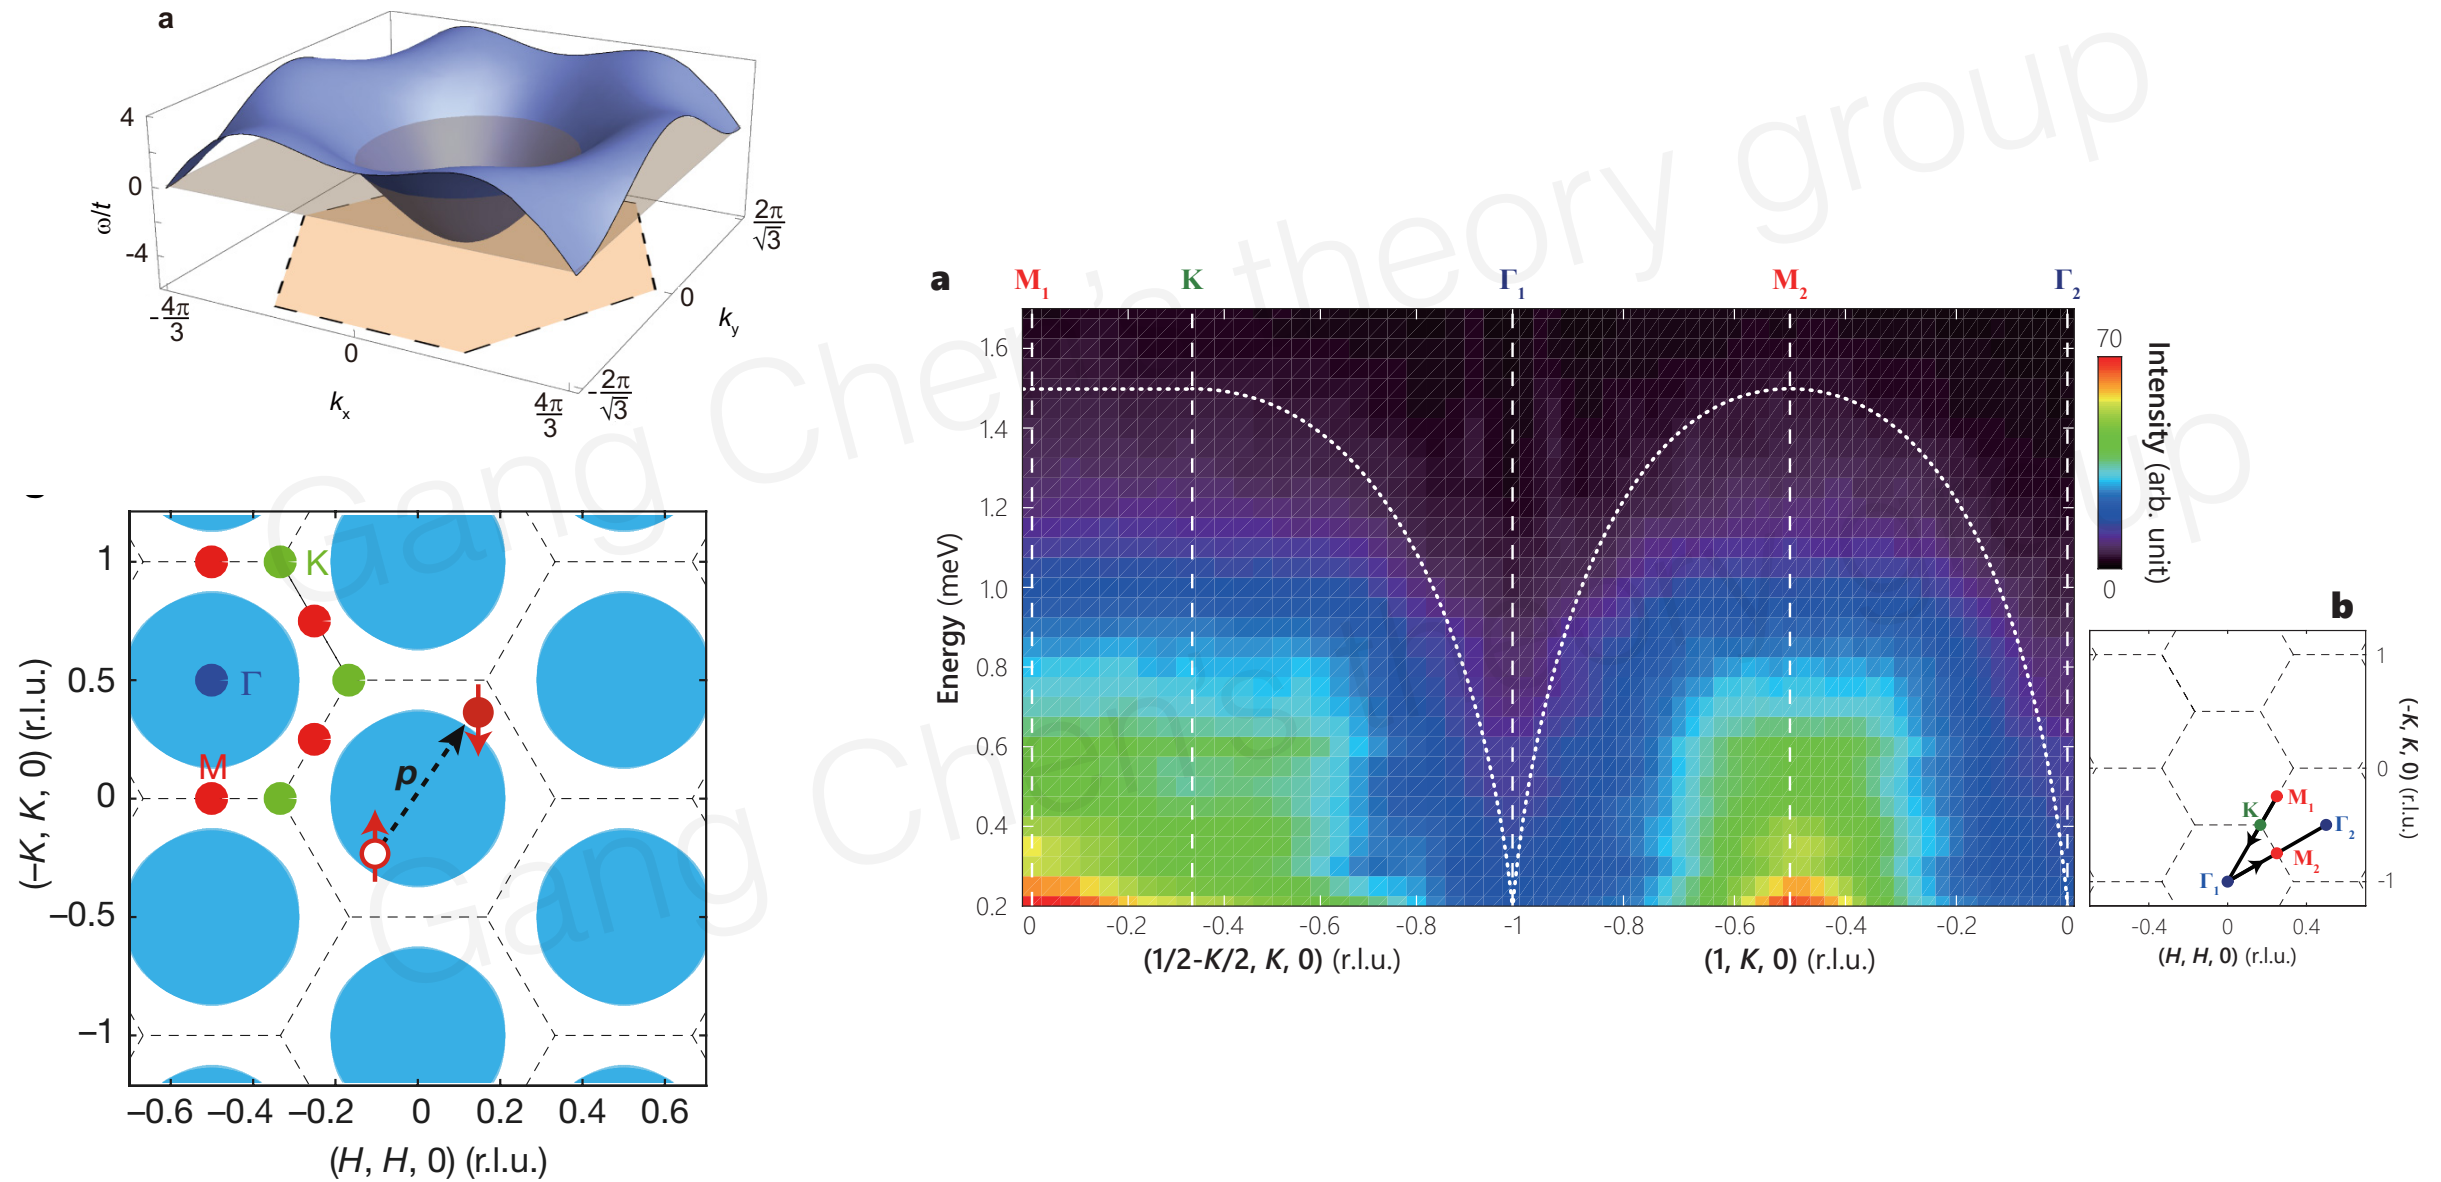 a
4
0
-4
ω/t
-4π/3
0
4π/3
kx
-2π/√3
0
2π/√3
ky
K
Γ
M
p
1
0.5
0
−0.5
−1
(−K, K, 0) (r.l.u.)
−0.6 −0.4 −0.2 0 0.2 0.4 0.6
(H, H, 0) (r.l.u.)
a
M1 K Γ1 M2 Γ2
1.6
1.4
1.2
1.0
0.8
0.6
0.4
0.2
Energy (meV)
0 -0.2 -0.4 -0.6 -0.8 -1 -0.8 -0.6 -0.4 -0.2 0
(1/2-K/2, K, 0) (r.l.u.) (1, K, 0) (r.l.u.)
70
0
Intensity (arb. unit)
b
1
0
-1
(-K, K, 0) (r.l.u.)
K
M1
Γ2
M2
Γ1
-0.4 0 0.4
(H, H, 0) (r.l.u.)
Gang Chen's theory group
Gang Chen's
up